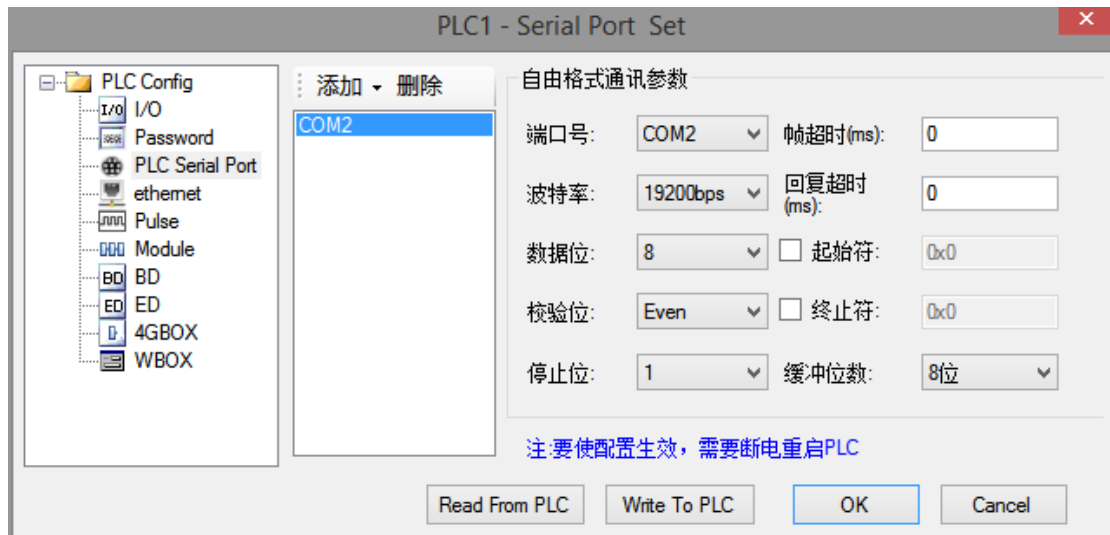 PLC1 - Serial Port Set
PLC Config
I/O
Password
PLC Serial Port
ethernet
Pulse
Module
BD
ED
4GBOX
WBOX
添加 删除
COM2
自由格式通讯参数
端口号: COM2 帧超时(ms): 0
波特率: 19200bps 回复超时(ms): 0
数据位: 8 起始符: 0x0
校验位: Even 终止符: 0x0
停止位: 1 缓冲位数: 8位
注:要使配置生效，需要断电重启PLC
Read From PLC Write To PLC OK Cancel